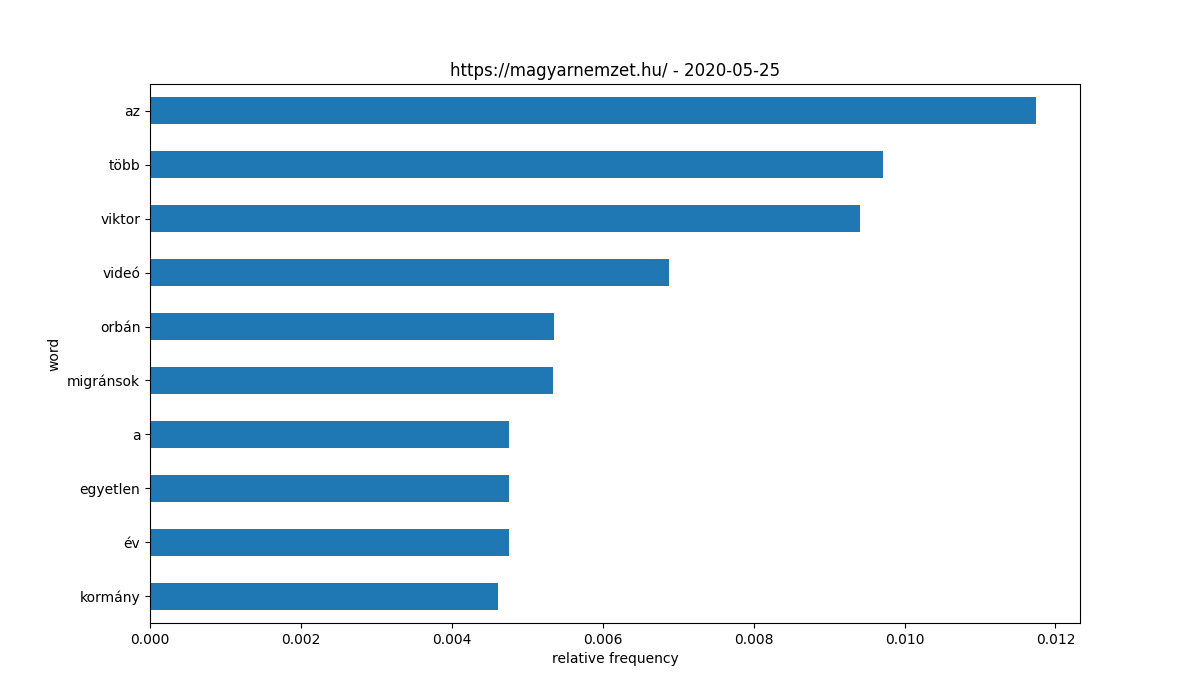 https://magyarnemzet.hu/ - 2020-05-25
az
több
viktor
videó
orbán
migránsok
a
egyetlen
év
kormány
word
0.000 0.002 0.004 0.006 0.008 0.010 0.012
relative frequency